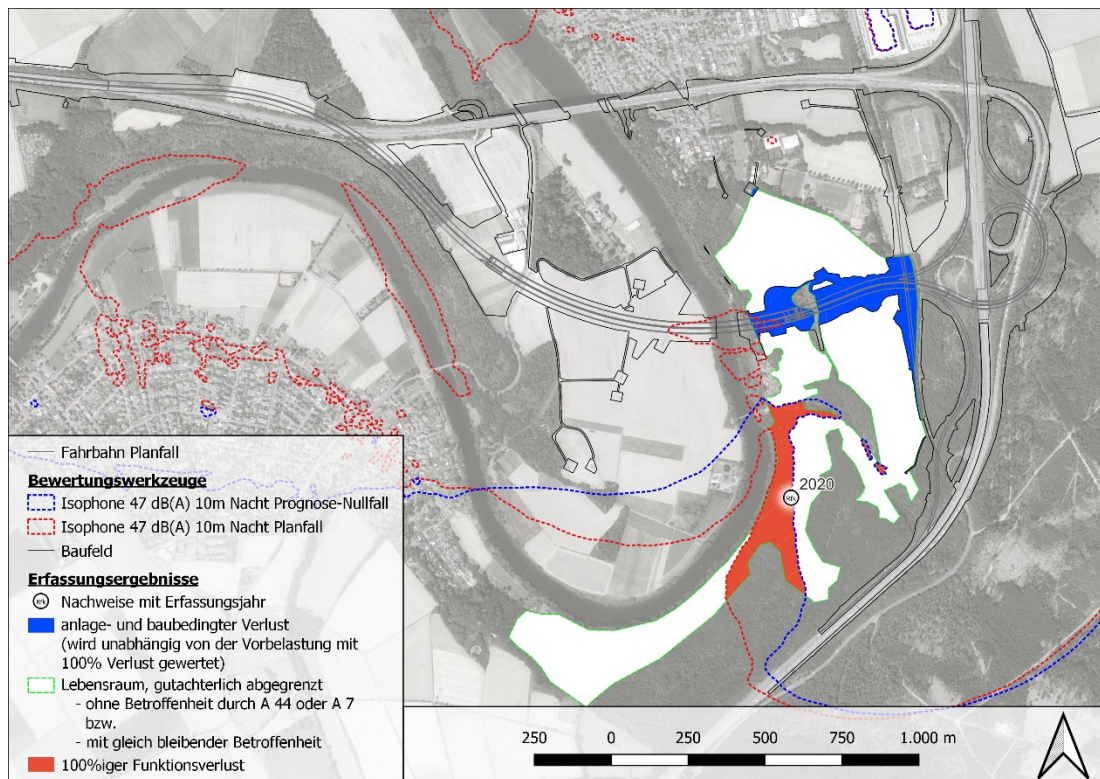 2020
Rfk
Fahrbahn Planfall
Bewertungswerkzeuge
Isophone 47 dB(A) 10m Nacht Prognose-Nullfall
Isophone 47 dB(A) 10m Nacht Planfall
Baufeld
Erfassungsergebnisse
Rfk
Nachweise mit Erfassungsjahr
anlage- und baubedingter Verlust
(wird unabhängig von der Vorbelastung mit
100% Verlust gewertet)
Lebensraum, gutachterlich abgegrenzt
- ohne Betroffenheit durch A 44 oder A 7
bzw.
- mit gleich bleibender Betroffenheit
100%iger Funktionsverlust
250 0 250 500 750 1.000 m